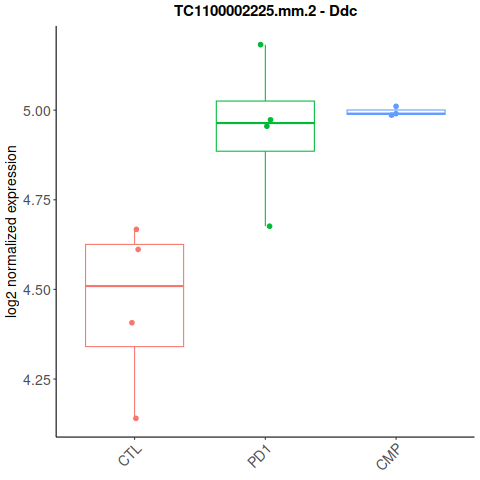 TC1100002225.mm.2 - Ddc
log2 normalized expression
5.00
4.75
4.50
4.25
CTL
PD1
CMP